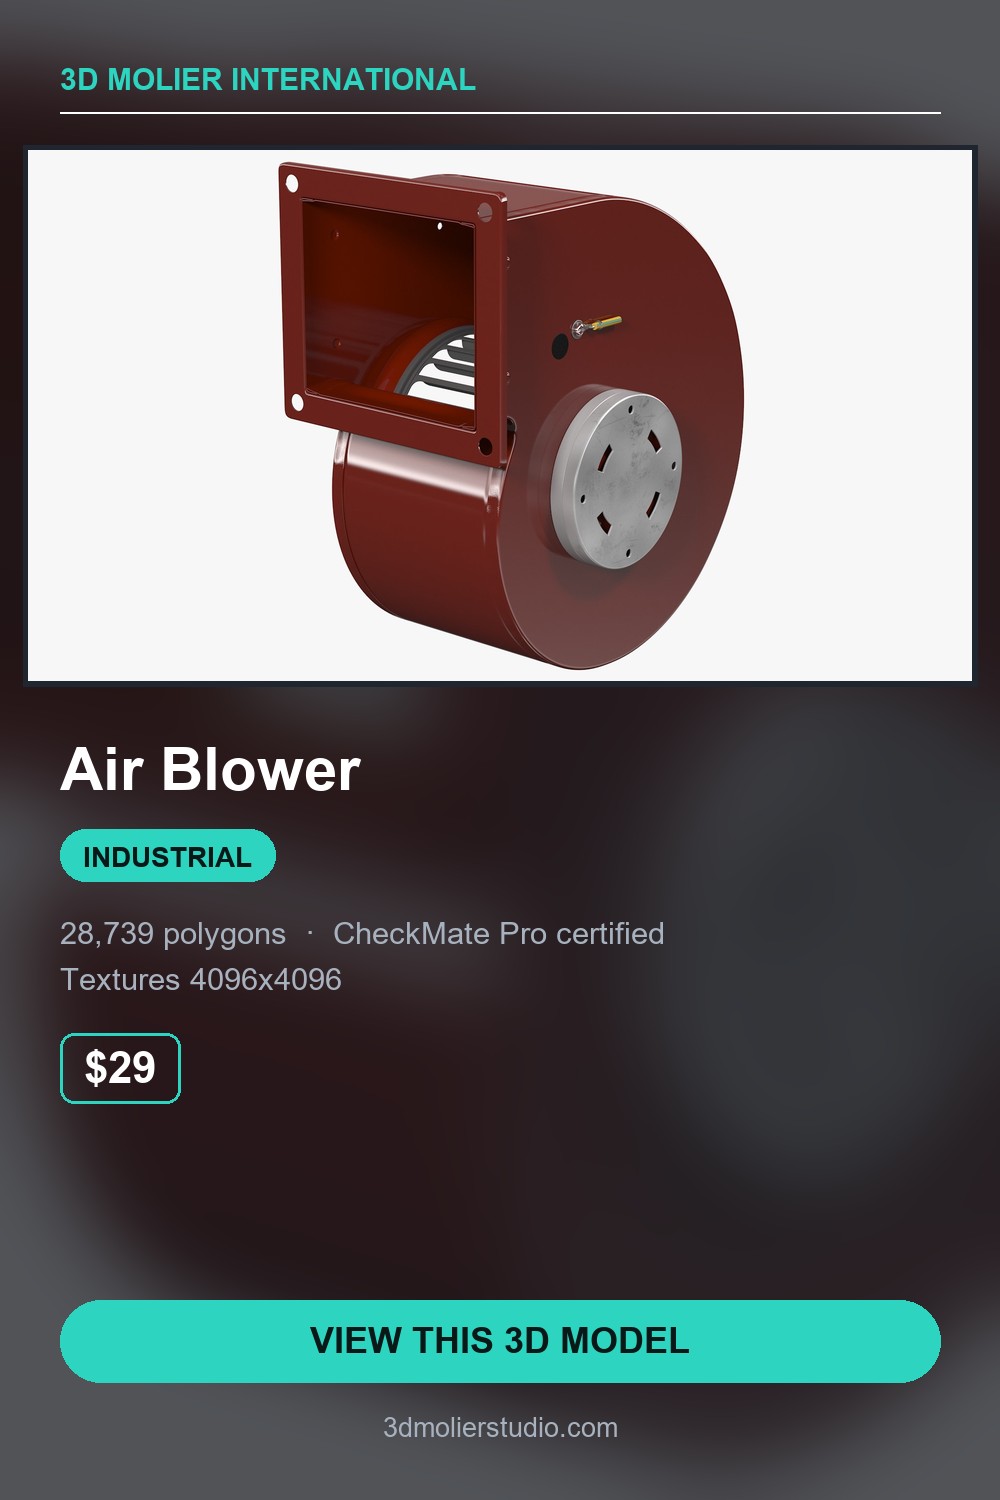 3D MOLIER INTERNATIONAL
Air Blower
INDUSTRIAL
28,739 polygons · CheckMate Pro certified
Textures 4096x4096
$29
VIEW THIS 3D MODEL
3dmolierstudio.com